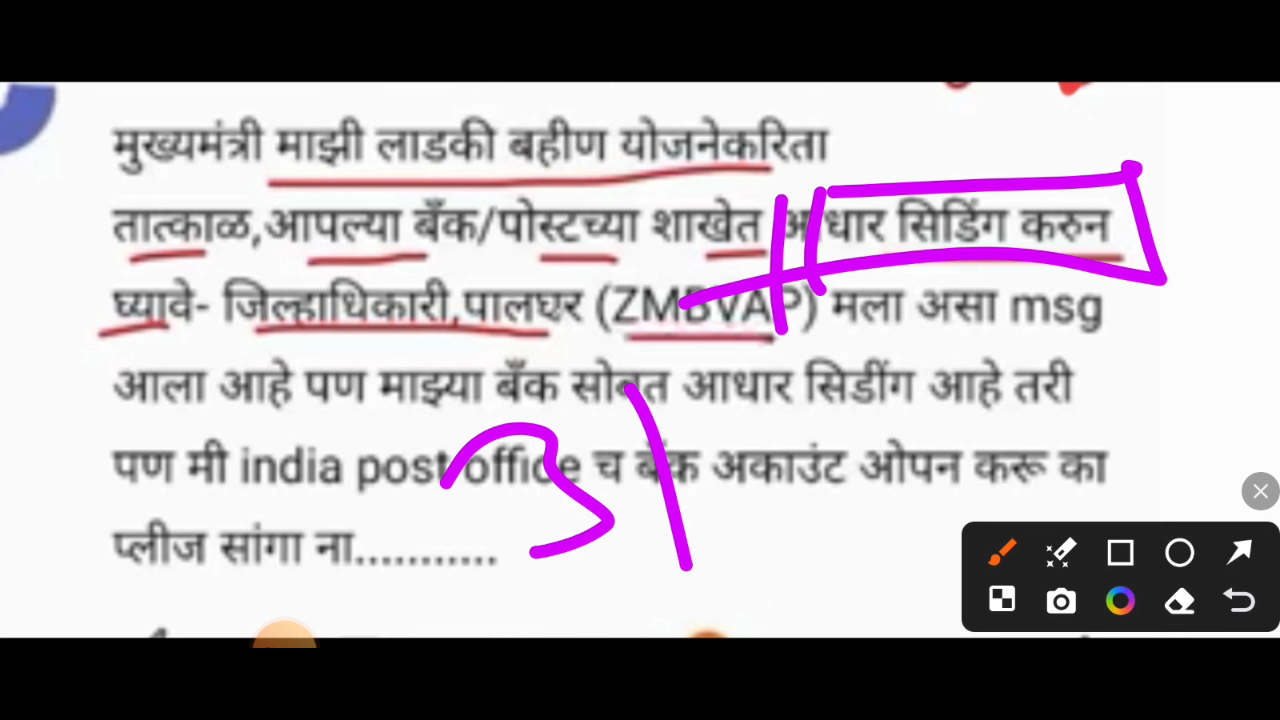 मुख्यमंत्री माझी लाडकी बहीण योजनेकरिता
तात्काळ,आपल्या बँक/पोस्टच्या शाखेत आधार सिडिंग करुन
घ्यावे- जिल्हाधिकारी,पालघर (ZMBVAP) मला असा msg
आला आहे पण माझ्या बँक सोबत आधार सिडींग आहे तरी
पण मी india post office च बँक अकाउंट ओपन करू का
प्लीज सांगा ना...........
31